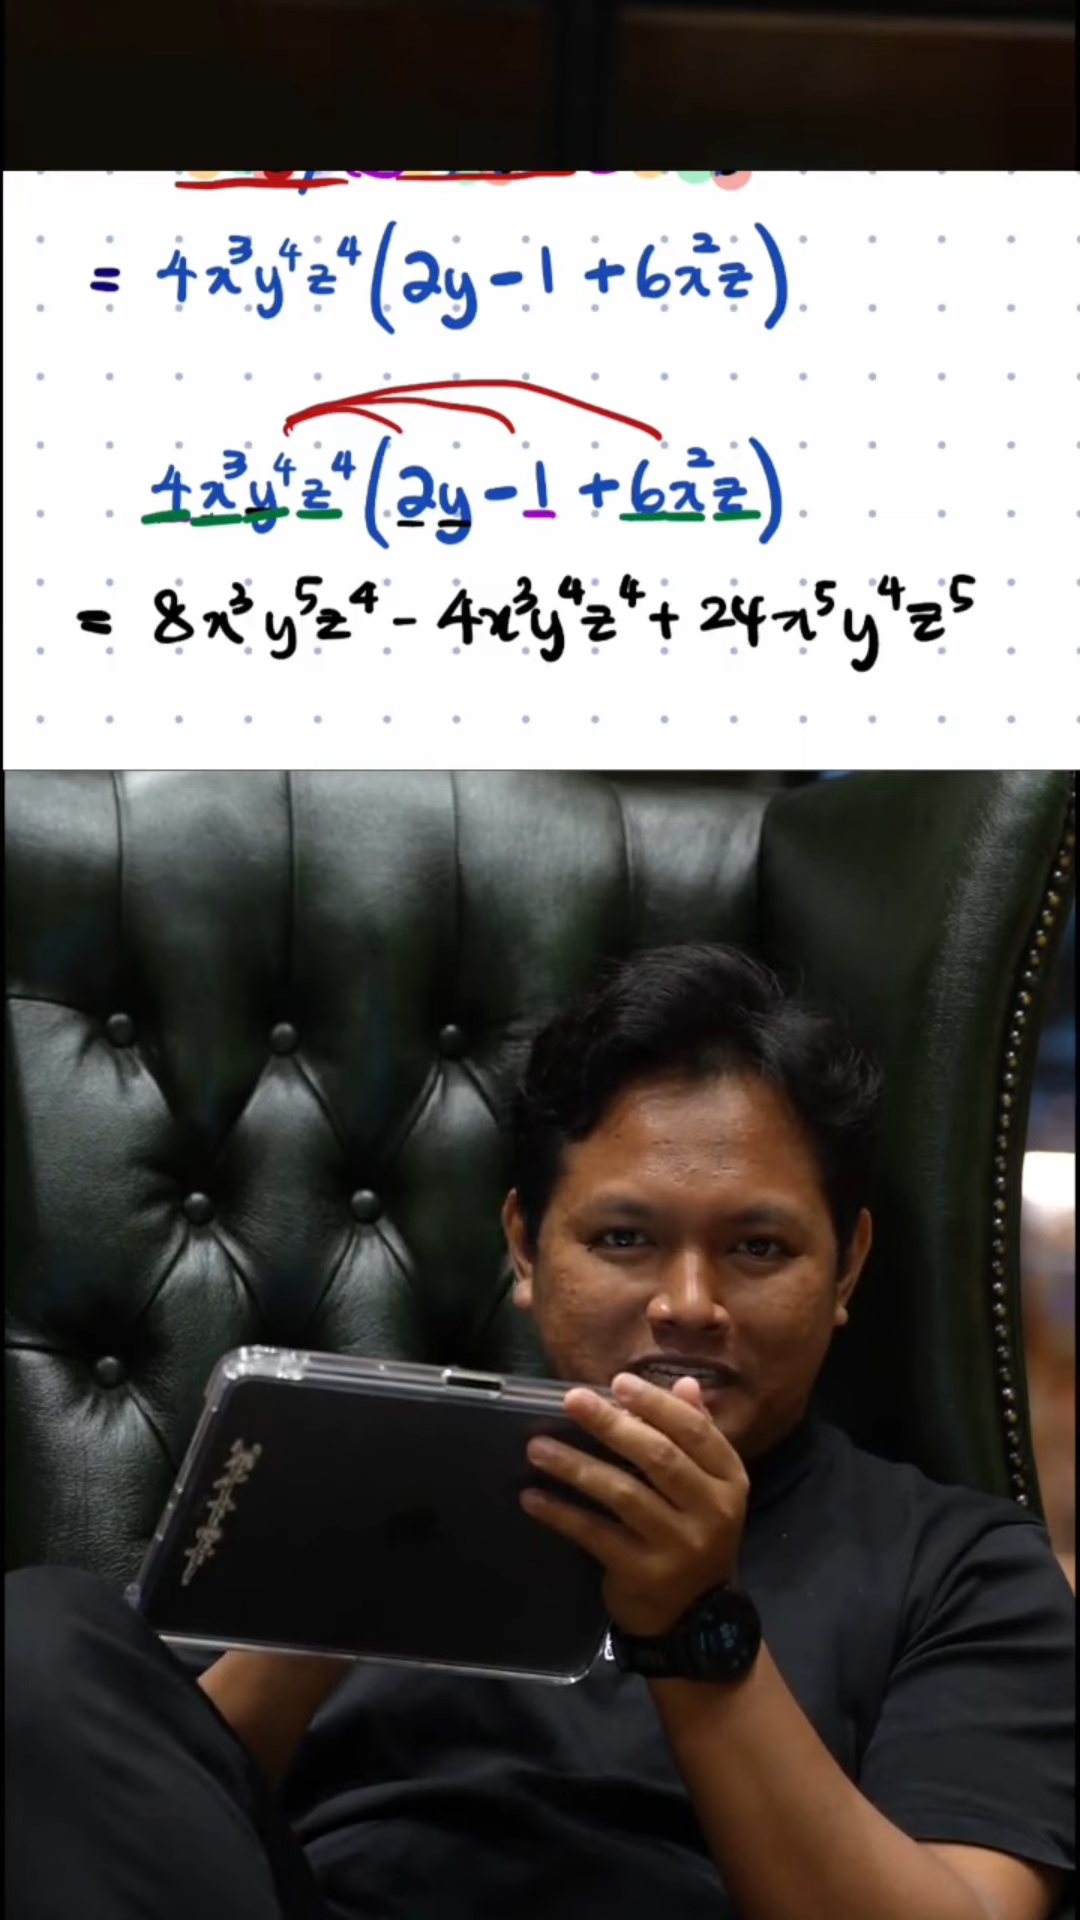 = 4x³y⁴z⁴(2y - 1 + 6x²z)
4x³y⁴z⁴(2y - 1 + 6x²z)
= 8x³y⁵z⁴ - 4x³y⁴z⁴ + 24x⁵y⁴z⁵